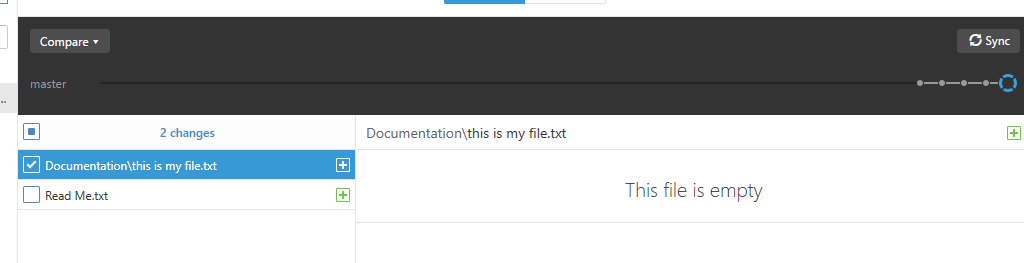 Compare
Sync
master
..
2 changes
Documentation\this is my file.txt
Documentation\this is my file.txt
Read Me.txt
This file is empty